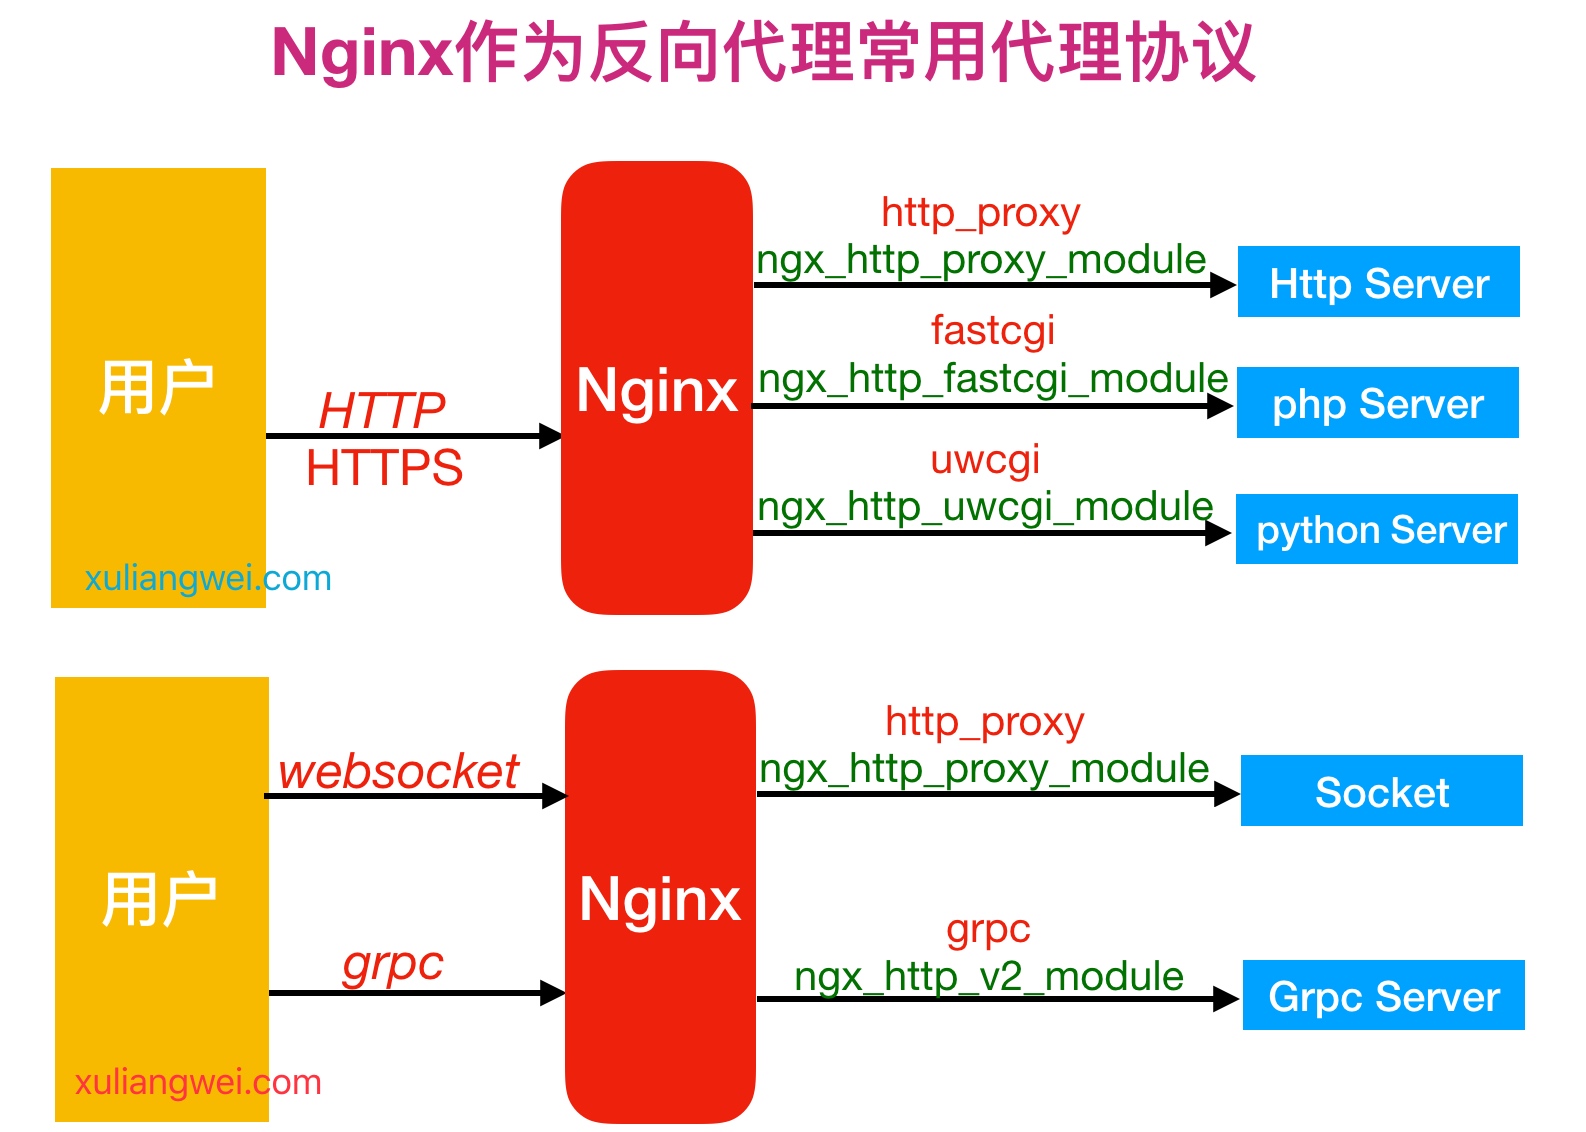 Nginx作为反向代理常用代理协议
用户
HTTP
HTTPS
xuliangwei.com
Nginx
http_proxy
ngx_http_proxy_module
Http Server
fastcgi
ngx_http_fastcgi_module
php Server
uwcgi
ngx_http_uwcgi_module
python Server
用户
websocket
grpc
xuliangwei.com
Nginx
http_proxy
ngx_http_proxy_module
Socket
grpc
ngx_http_v2_module
Grpc Server